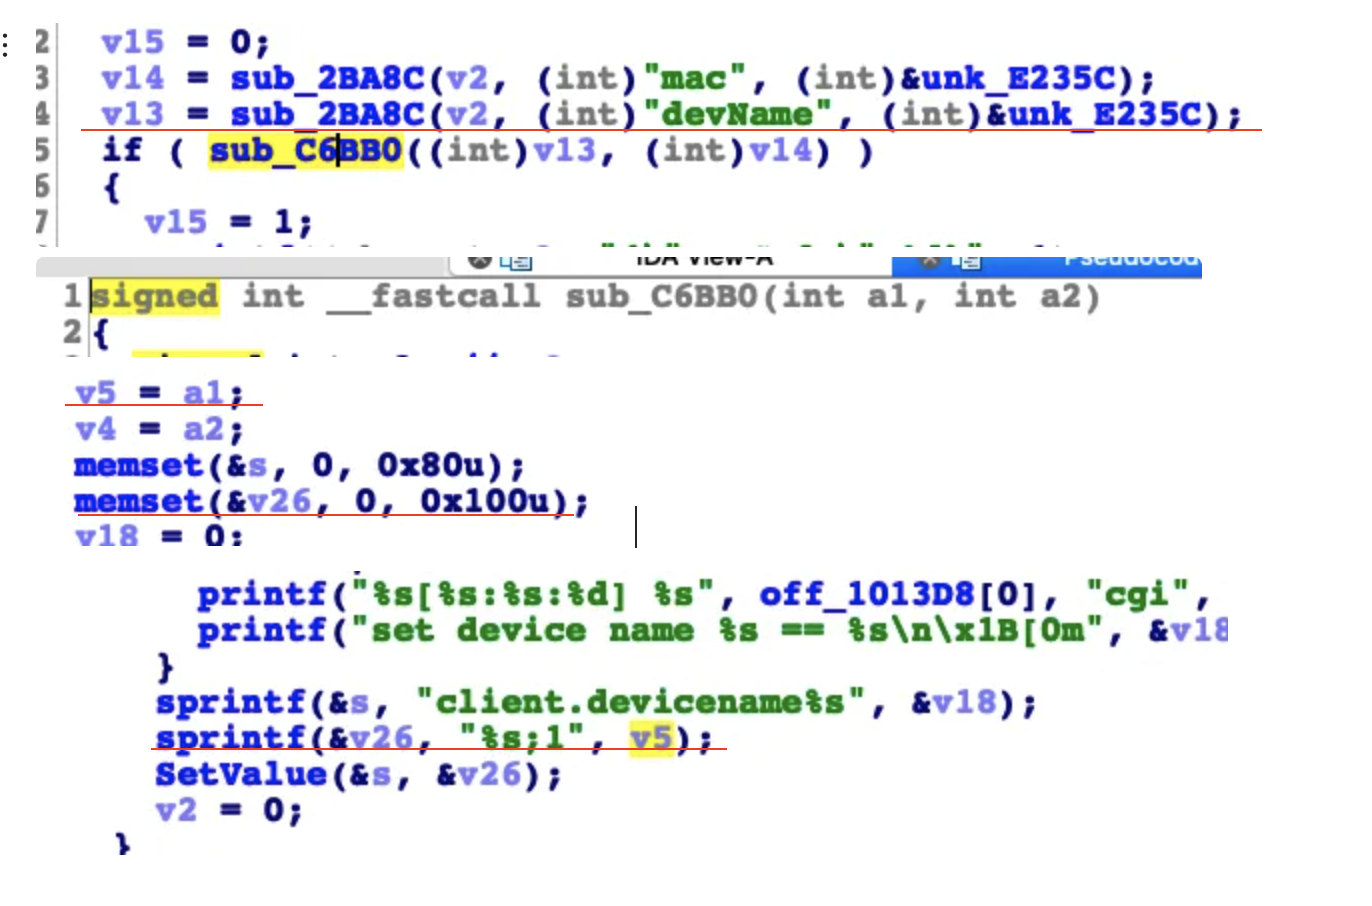 2 v15 = 0;
3 v14 = sub_2BA8C(v2, (int)"mac", (int)&unk_E235C);
4 v13 = sub_2BA8C(v2, (int)"devName", (int)&unk_E235C);
5 if ( sub_C6BB0((int)v13, (int)v14) )
6 {
7 v15 = 1;
IDA View-A Pseudocod
1 signed int __fastcall sub_C6BB0(int a1, int a2)
2 {
v5 = a1;
v4 = a2;
memset(&s, 0, 0x80u);
memset(&v26, 0, 0x100u);
v18 = 0;
printf("%s[%s:%s:%d] %s", off_1013D8[0], "cgi",
printf("set device name %s == %s\n\x1B[0m", &v18
}
sprintf(&s, "client.devicename%s", &v18);
sprintf(&v26, "%s;1", v5);
SetValue(&s, &v26);
v2 = 0;
}